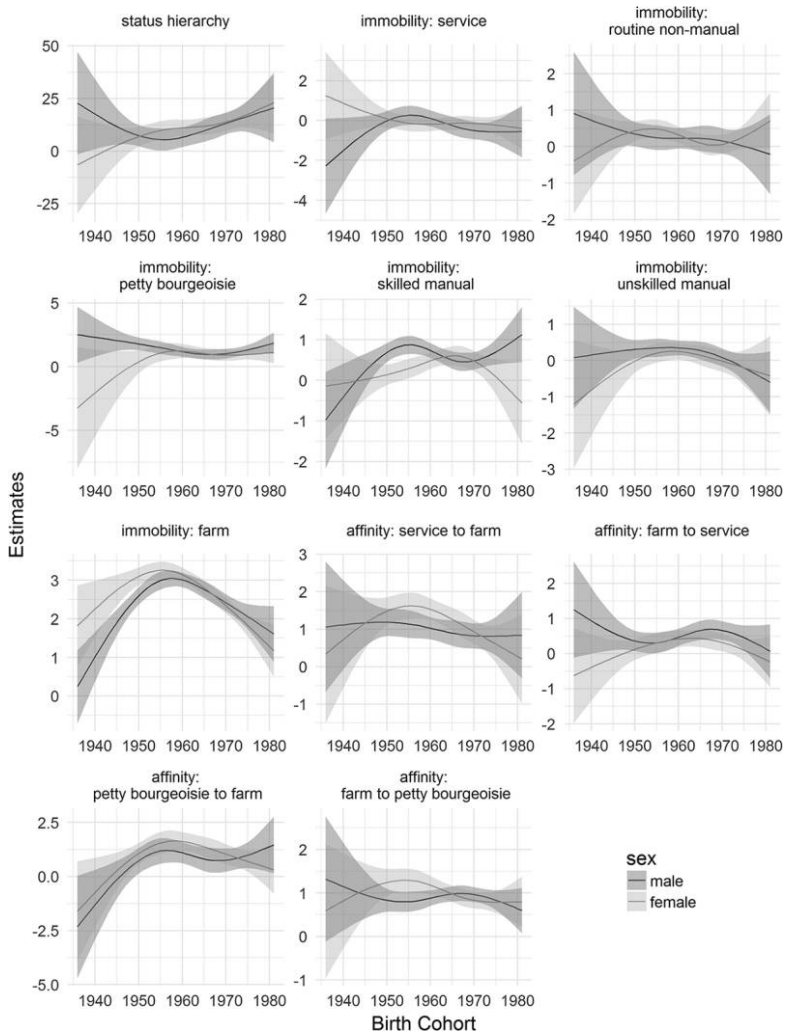 status hierarchy
immobility: service
immobility:
routine non-manual
50
25
0
-25
1940 1950 1960 1970 1980
2
0
-2
-4
1940 1950 1960 1970 1980
2
1
0
-1
-2
1940 1950 1960 1970 1980
immobility:
petty bourgeoisie
immobility:
skilled manual
immobility:
unskilled manual
5
0
-5
1940 1950 1960 1970 1980
2
1
0
-1
-2
1940 1950 1960 1970 1980
2
1
0
-1
-2
-3
1940 1950 1960 1970 1980
Estimates
immobility: farm
affinity: service to farm
affinity: farm to service
3
2
1
0
1940 1950 1960 1970 1980
3
2
1
0
-1
1940 1950 1960 1970 1980
3
2
1
0
-1
-2
1940 1950 1960 1970 1980
affinity:
petty bourgeoisie to farm
affinity:
farm to petty bourgeoisie
2.5
0.0
-2.5
-5.0
1940 1950 1960 1970 1980
2
1
0
-1
1940 1950 1960 1970 1980
sex
male
female
Birth Cohort